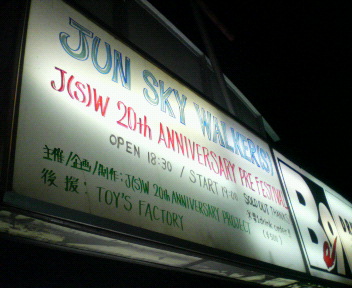 JUN SKY WALKER(S)
J(S)W 20th ANNIVERSARY PRE FESTIVAL
OPEN 18:30 / START 19:00 SOLD OUT THANKS
主催/企画/制作:J(S)W 20th ANNIVERSARY PROJECT
後援:TOY'S FACTORY